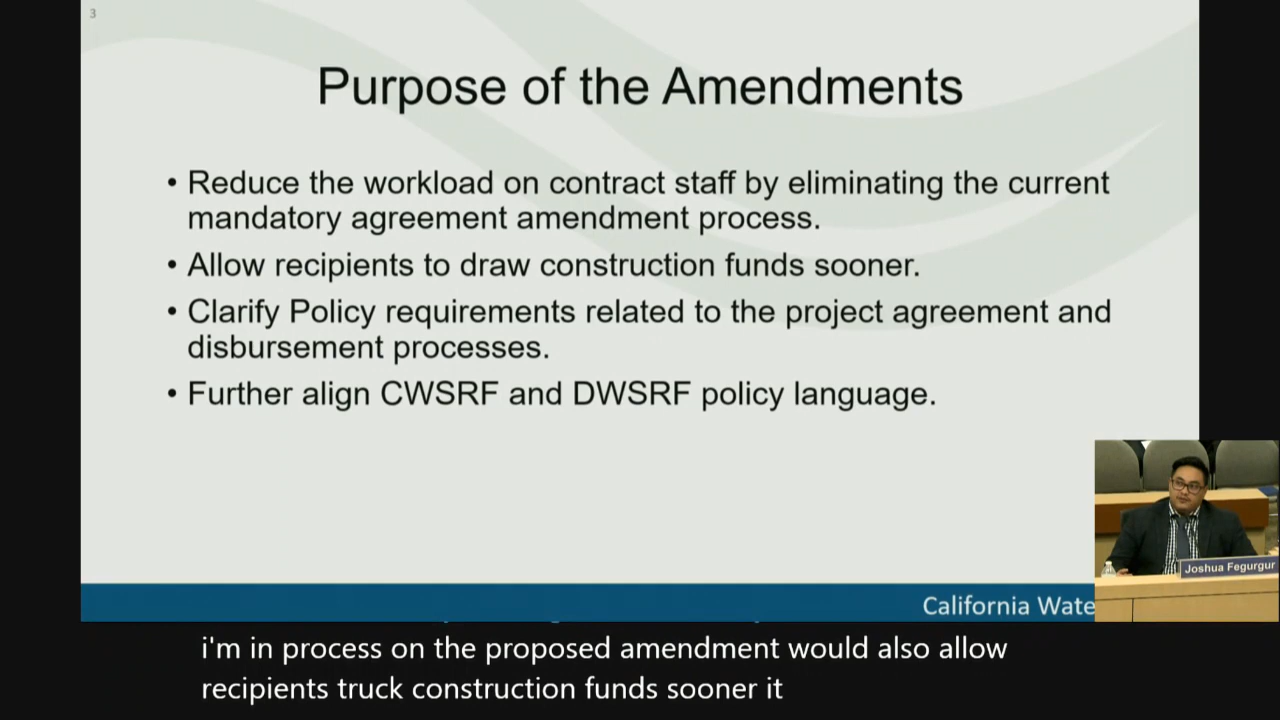 3
Purpose of the Amendments
• Reduce the workload on contract staff by eliminating the current
mandatory agreement amendment process.
• Allow recipients to draw construction funds sooner.
• Clarify Policy requirements related to the project agreement and
disbursement processes.
• Further align CWSRF and DWSRF policy language.
Joshua Fegurgur
California Wate
i'm in process on the proposed amendment would also allow
recipients truck construction funds sooner it